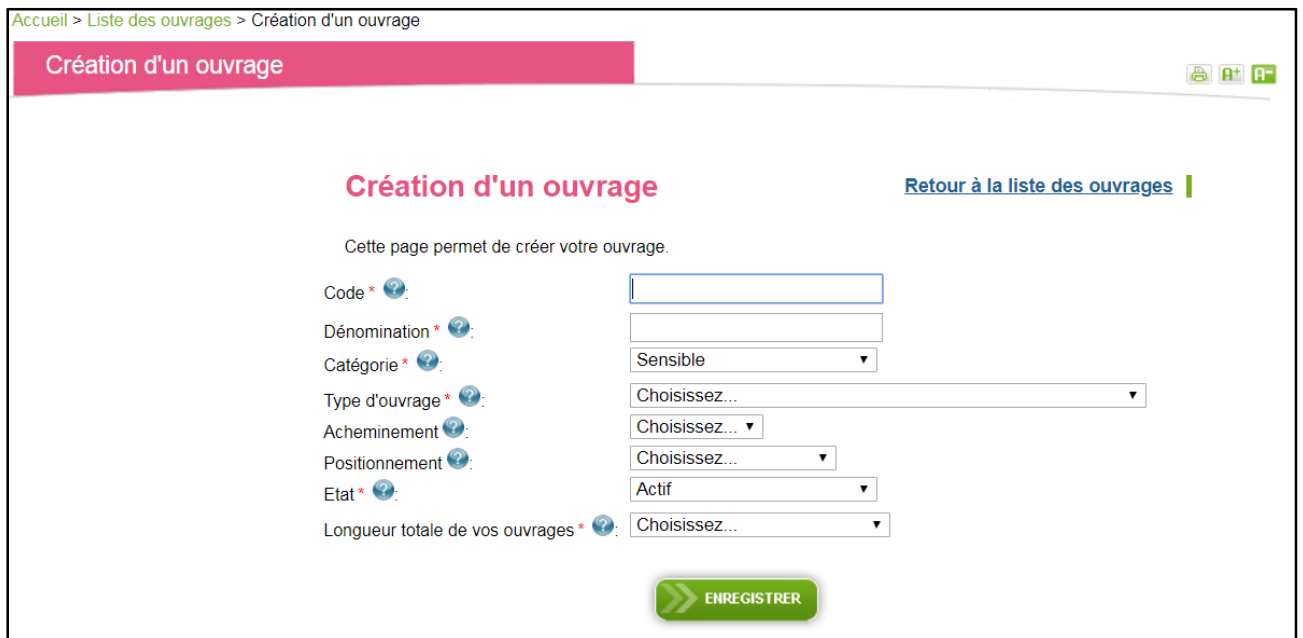 Accueil > Liste des ouvrages > Création d'un ouvrage
Création d'un ouvrage
A+ A-
Création d'un ouvrage Retour à la liste des ouvrages
Cette page permet de créer votre ouvrage.
Code * ? :
Dénomination * ? :
Catégorie * ? : Sensible
Type d'ouvrage * ? : Choisissez...
Acheminement ? : Choisissez...
Positionnement ? : Choisissez...
Etat * ? : Actif
Longueur totale de vos ouvrages * ? : Choisissez...
ENREGISTRER